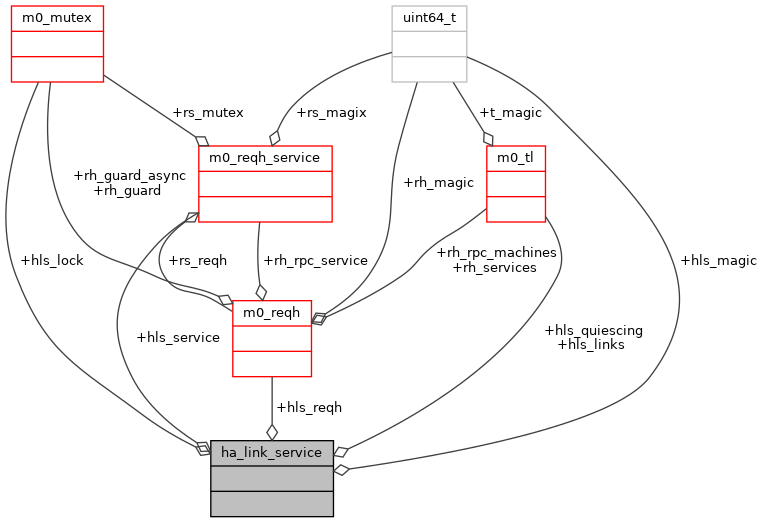 m0_mutex
uint64_t
+rs_mutex
+rs_magix
+t_magic
m0_reqh_service
m0_tl
+rh_guard_async
+rh_guard
+rh_magic
+hls_lock
+rs_reqh
+rh_rpc_service
+rh_rpc_machines
+rh_services
+hls_magic
m0_reqh
+hls_service
+hls_quiescing
+hls_links
+hls_reqh
ha_link_service